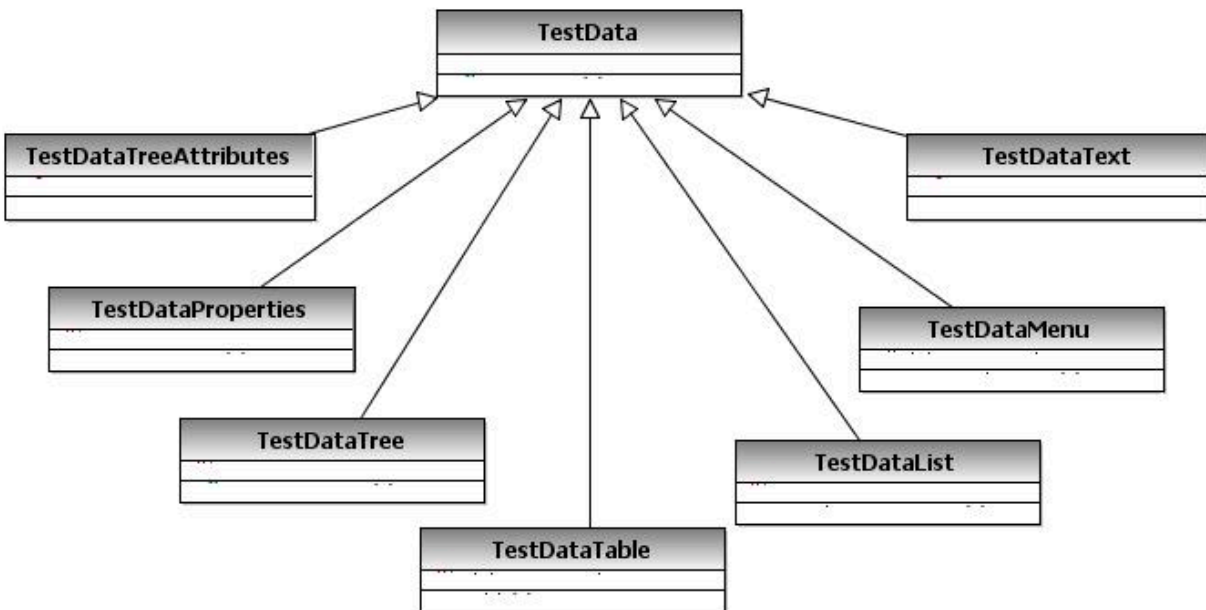 TestData
TestDataTreeAttributes
TestDataText
TestDataProperties
TestDataMenu
TestDataTree
TestDataList
TestDataTable